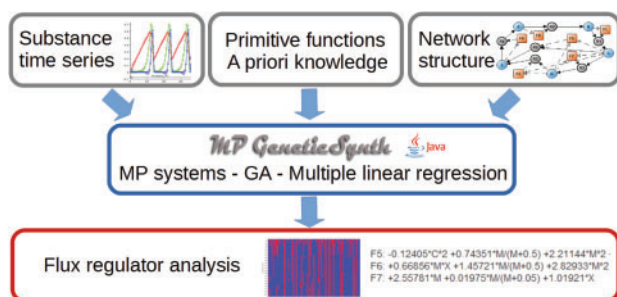 Substance
time series
Primitive functions
A priori knowledge
Network
structure
MP GeneticSynth
Java
MP systems - GA - Multiple linear regression
Flux regulator analysis
F5: -0.12405*C^2 +0.74351*M/(M+0.5) +2.21144*M^2 -
F6: +0.66856*M*X +1.45721*M/(M+0.5) +2.82933*M^2
F7: +2.55781*M +0.01975*M/(M+0.05) +1.01921*X